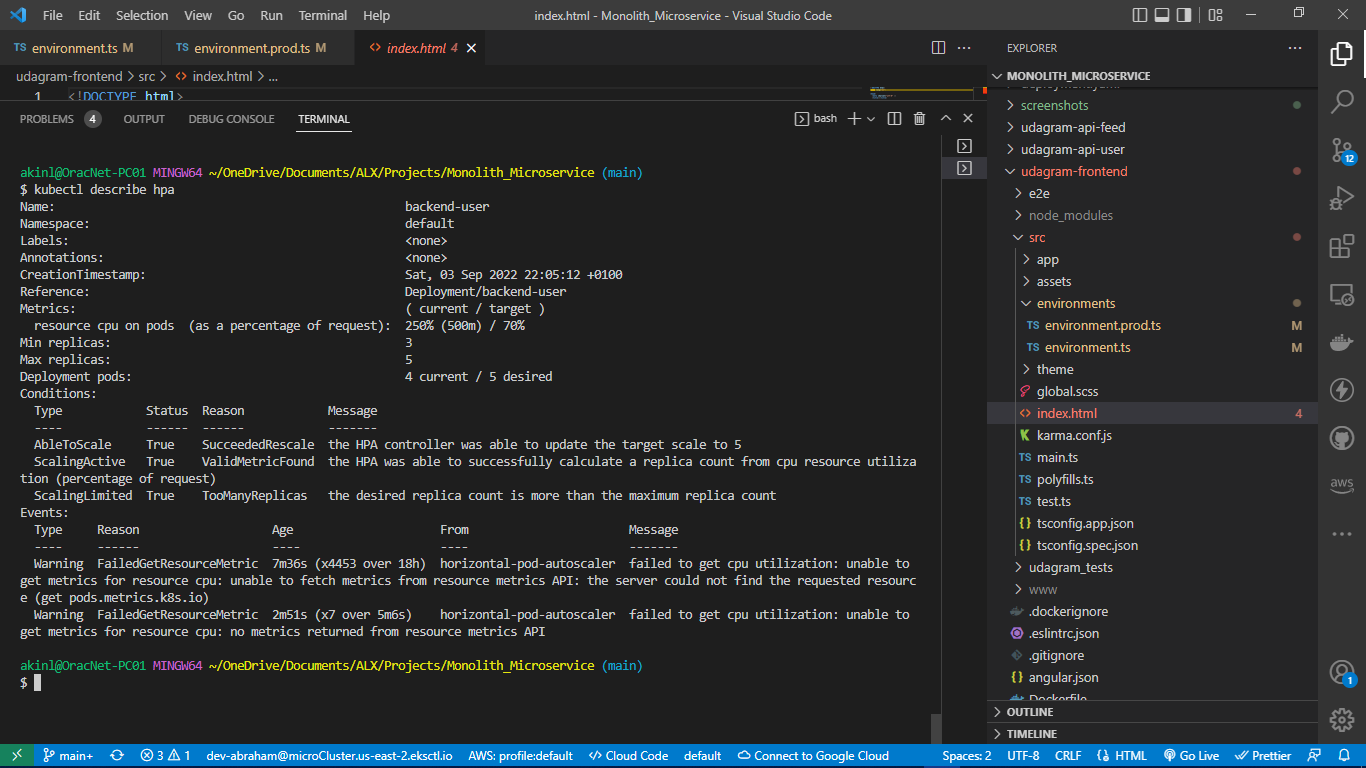 File Edit Selection View Go Run Terminal Help index.html - Monolith_Microservice - Visual Studio Code
TS environment.ts M TS environment.prod.ts M <> index.html 4
udagram-frontend > src > <> index.html > ...
1 <!DOCTYPE html>
PROBLEMS 4 OUTPUT DEBUG CONSOLE TERMINAL bash
akinl@OracNet-PC01 MINGW64 ~/OneDrive/Documents/ALX/Projects/Monolith_Microservice (main)
$ kubectl describe hpa
Name: backend-user
Namespace: default
Labels: <none>
Annotations: <none>
CreationTimestamp: Sat, 03 Sep 2022 22:05:12 +0100
Reference: Deployment/backend-user
Metrics: ( current / target )
resource cpu on pods (as a percentage of request): 250% (500m) / 70%
Min replicas: 3
Max replicas: 5
Deployment pods: 4 current / 5 desired
Conditions:
Type Status Reason Message
---- ------ ------ -------
AbleToScale True SucceededRescale the HPA controller was able to update the target scale to 5
ScalingActive True ValidMetricFound the HPA was able to successfully calculate a replica count from cpu resource utiliza
tion (percentage of request)
ScalingLimited True TooManyReplicas the desired replica count is more than the maximum replica count
Events:
Type Reason Age From Message
---- ------ ---- ---- -------
Warning FailedGetResourceMetric 7m36s (x4453 over 18h) horizontal-pod-autoscaler failed to get cpu utilization: unable to
get metrics for resource cpu: unable to fetch metrics from resource metrics API: the server could not find the requested resourc
e (get pods.metrics.k8s.io)
Warning FailedGetResourceMetric 2m51s (x7 over 5m6s) horizontal-pod-autoscaler failed to get cpu utilization: unable to
get metrics for resource cpu: no metrics returned from resource metrics API
akinl@OracNet-PC01 MINGW64 ~/OneDrive/Documents/ALX/Projects/Monolith_Microservice (main)
$
EXPLORER
MONOLITH_MICROSERVICE
screenshots
udagram-api-feed
udagram-api-user
udagram-frontend
e2e
node_modules
src
app
assets
environments
TS environment.prod.ts M
TS environment.ts M
theme
global.scss
<> index.html 4
karma.conf.js
TS main.ts
TS polyfills.ts
TS test.ts
{} tsconfig.app.json
{} tsconfig.spec.json
udagram_tests
www
.dockerignore
.eslintrc.json
.gitignore
{} angular.json
Dockerfile
OUTLINE
TIMELINE
12
aws
1
main+ 3 1 dev-abraham@microCluster.us-east-2.eksctl.io AWS: profile:default </> Cloud Code default Connect to Google Cloud Spaces: 2 UTF-8 CRLF {} HTML Go Live Prettier